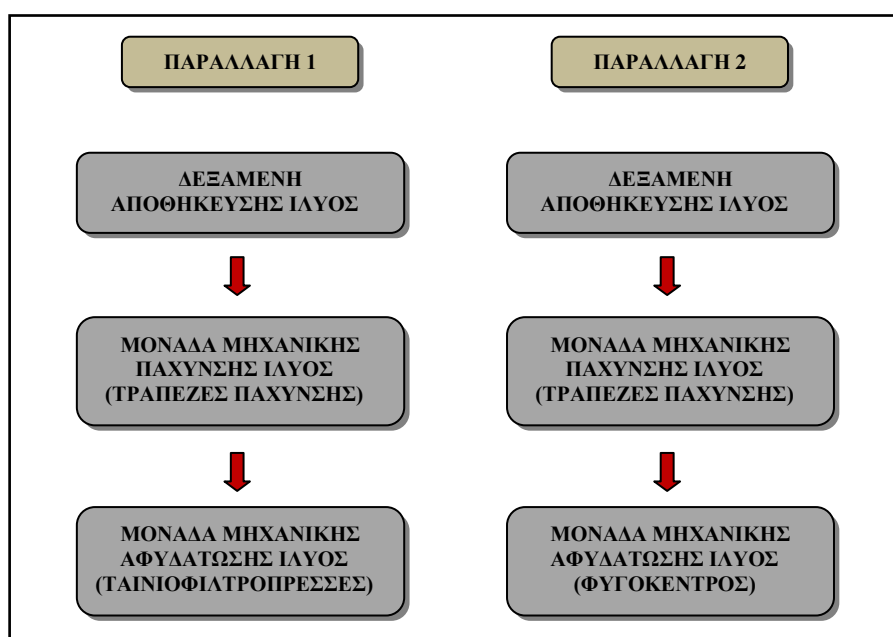 ΠΑΡΑΛΛΑΓΗ 1
ΔΕΞΑΜΕΝΗ
ΑΠΟΘΗΚΕΥΣΗΣ ΙΛΥΟΣ
ΜΟΝΑΔΑ ΜΗΧΑΝΙΚΗΣ
ΠΑΧΥΝΣΗΣ ΙΛΥΟΣ
(ΤΡΑΠΕΖΕΣ ΠΑΧΥΝΣΗΣ)
ΜΟΝΑΔΑ ΜΗΧΑΝΙΚΗΣ
ΑΦΥΔΑΤΩΣΗΣ ΙΛΥΟΣ
(ΤΑΙΝΙΟΦΙΛΤΡΟΠΡΕΣΣΕΣ)
ΠΑΡΑΛΛΑΓΗ 2
ΔΕΞΑΜΕΝΗ
ΑΠΟΘΗΚΕΥΣΗΣ ΙΛΥΟΣ
ΜΟΝΑΔΑ ΜΗΧΑΝΙΚΗΣ
ΠΑΧΥΝΣΗΣ ΙΛΥΟΣ
(ΤΡΑΠΕΖΕΣ ΠΑΧΥΝΣΗΣ)
ΜΟΝΑΔΑ ΜΗΧΑΝΙΚΗΣ
ΑΦΥΔΑΤΩΣΗΣ ΙΛΥΟΣ
(ΦΥΓΟΚΕΝΤΡΟΣ)